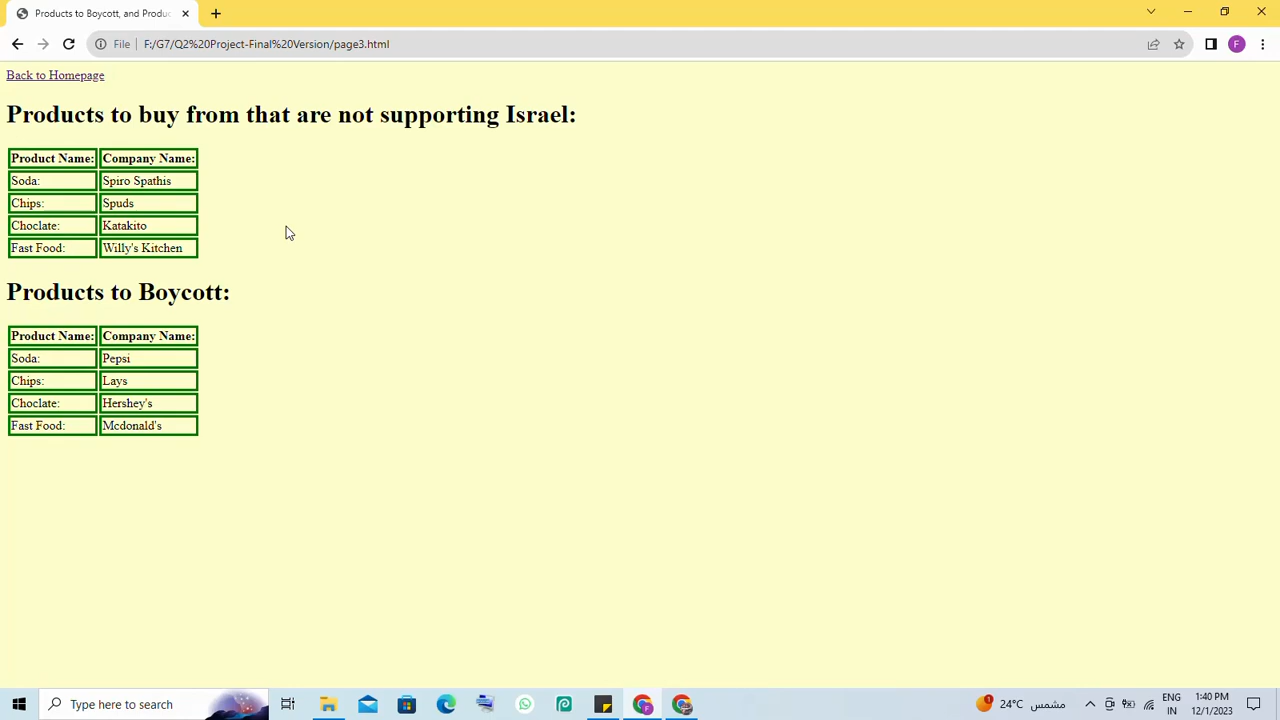 Products to Boycott, and Produc
File F:/G7/Q2%20Project-Final%20Version/page3.html
F
Back to Homepage
Products to buy from that are not supporting Israel:
Product Name: Company Name:
Soda: Spiro Spathis
Chips: Spuds
Choclate: Katakito
Fast Food: Willy's Kitchen
Products to Boycott:
Product Name: Company Name:
Soda: Pepsi
Chips: Lays
Choclate: Hershey's
Fast Food: Mcdonald's
Type here to search
1 24°C مشمس ENG 1:40 PM
IN 12/1/2023